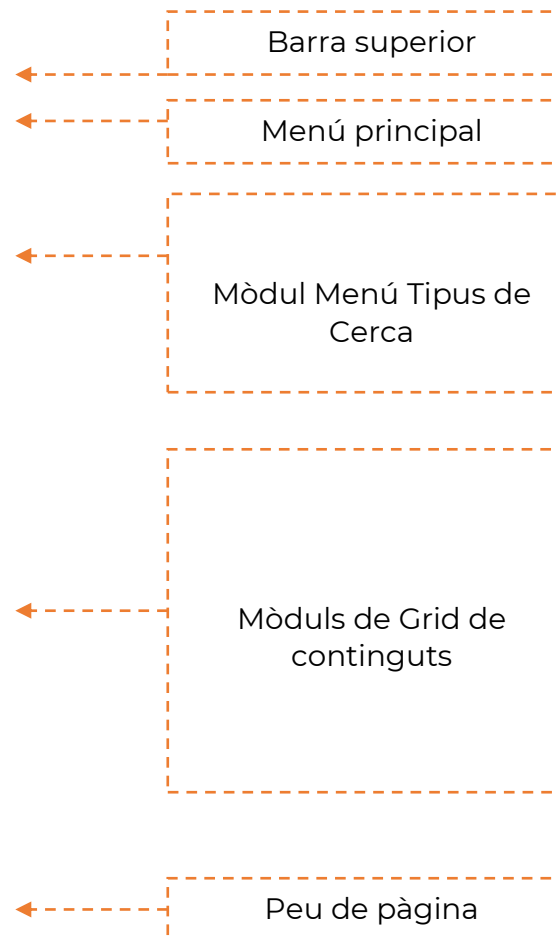 Barra superior
Menú principal
Mòdul Menú Tipus de
Cerca
Mòduls de Grid de
continguts
Peu de pàgina